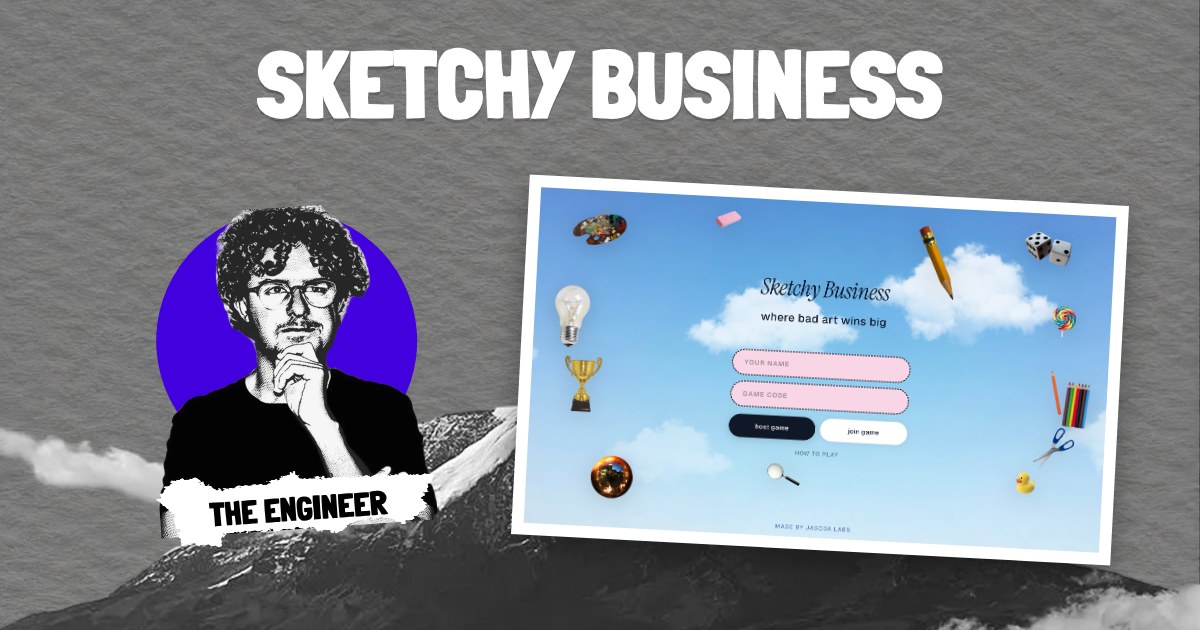 SKETCHY BUSINESS
THE ENGINEER
Sketchy Business
where bad art wins big
YOUR NAME
GAME CODE
host game
join game
HOW TO PLAY
MADE BY JASOSA LABS